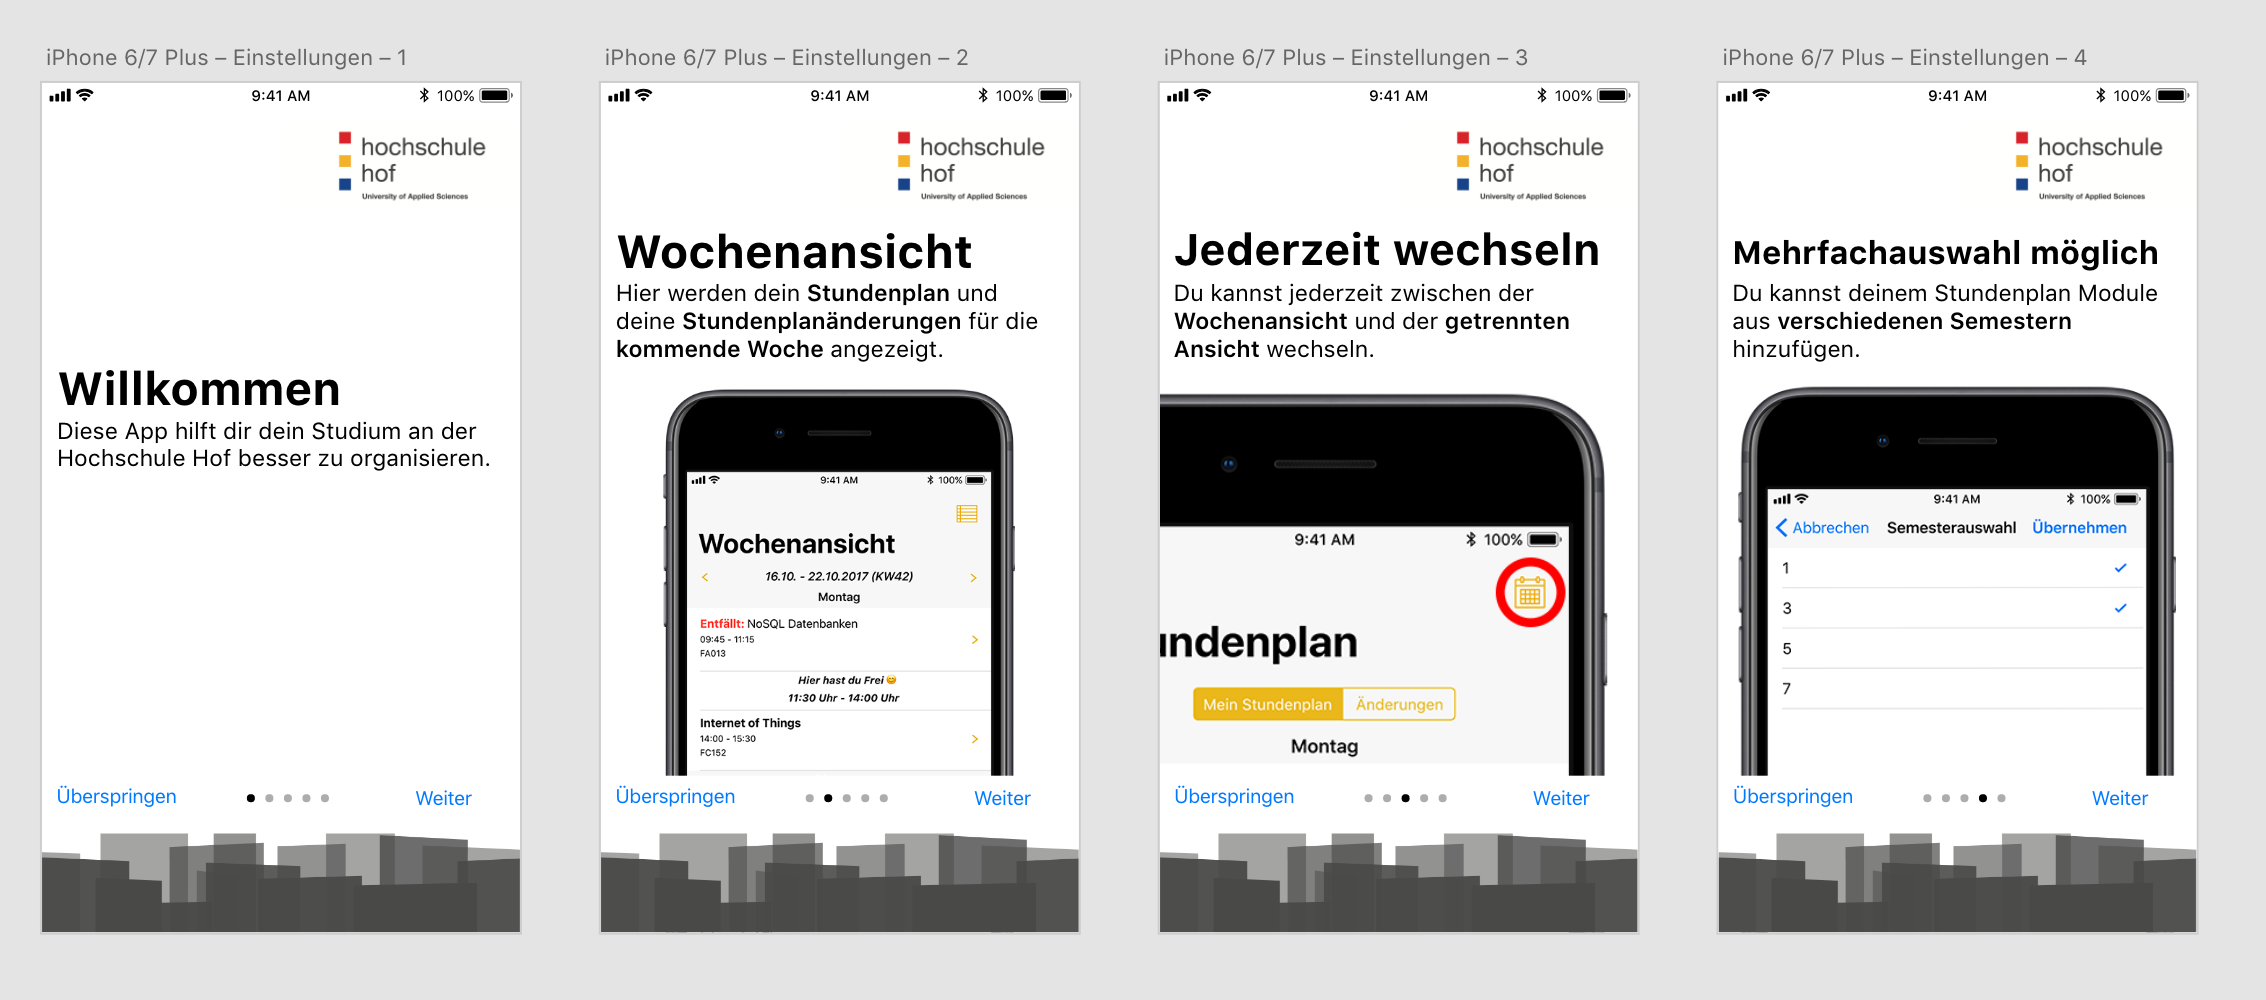 iPhone 6/7 Plus – Einstellungen – 1
9:41 AM
100%
hochschule
hof
University of Applied Sciences
Willkommen
Diese App hilft dir dein Studium an der
Hochschule Hof besser zu organisieren.
Überspringen
Weiter
iPhone 6/7 Plus – Einstellungen – 2
9:41 AM
100%
hochschule
hof
University of Applied Sciences
Wochenansicht
Hier werden dein Stundenplan und
deine Stundenplanänderungen für die
kommende Woche angezeigt.
9:41 AM
100%
Wochenansicht
16.10. - 22.10.2017 (KW42)
Montag
Entfällt: NoSQL Datenbanken
09:45 - 11:15
FA013
Hier hast du Frei 😊
11:30 Uhr - 14:00 Uhr
Internet of Things
14:00 - 15:30
FC152
Überspringen
Weiter
iPhone 6/7 Plus – Einstellungen – 3
9:41 AM
100%
hochschule
hof
University of Applied Sciences
Jederzeit wechseln
Du kannst jederzeit zwischen der
Wochenansicht und der getrennten
Ansicht wechseln.
9:41 AM
100%
undenplan
Mein Stundenplan
Änderungen
Montag
Überspringen
Weiter
iPhone 6/7 Plus – Einstellungen – 4
9:41 AM
100%
hochschule
hof
University of Applied Sciences
Mehrfachauswahl möglich
Du kannst deinem Stundenplan Module
aus verschiedenen Semestern
hinzufügen.
9:41 AM
100%
Abbrechen
Semesterauswahl
Übernehmen
1
3
5
7
Überspringen
Weiter